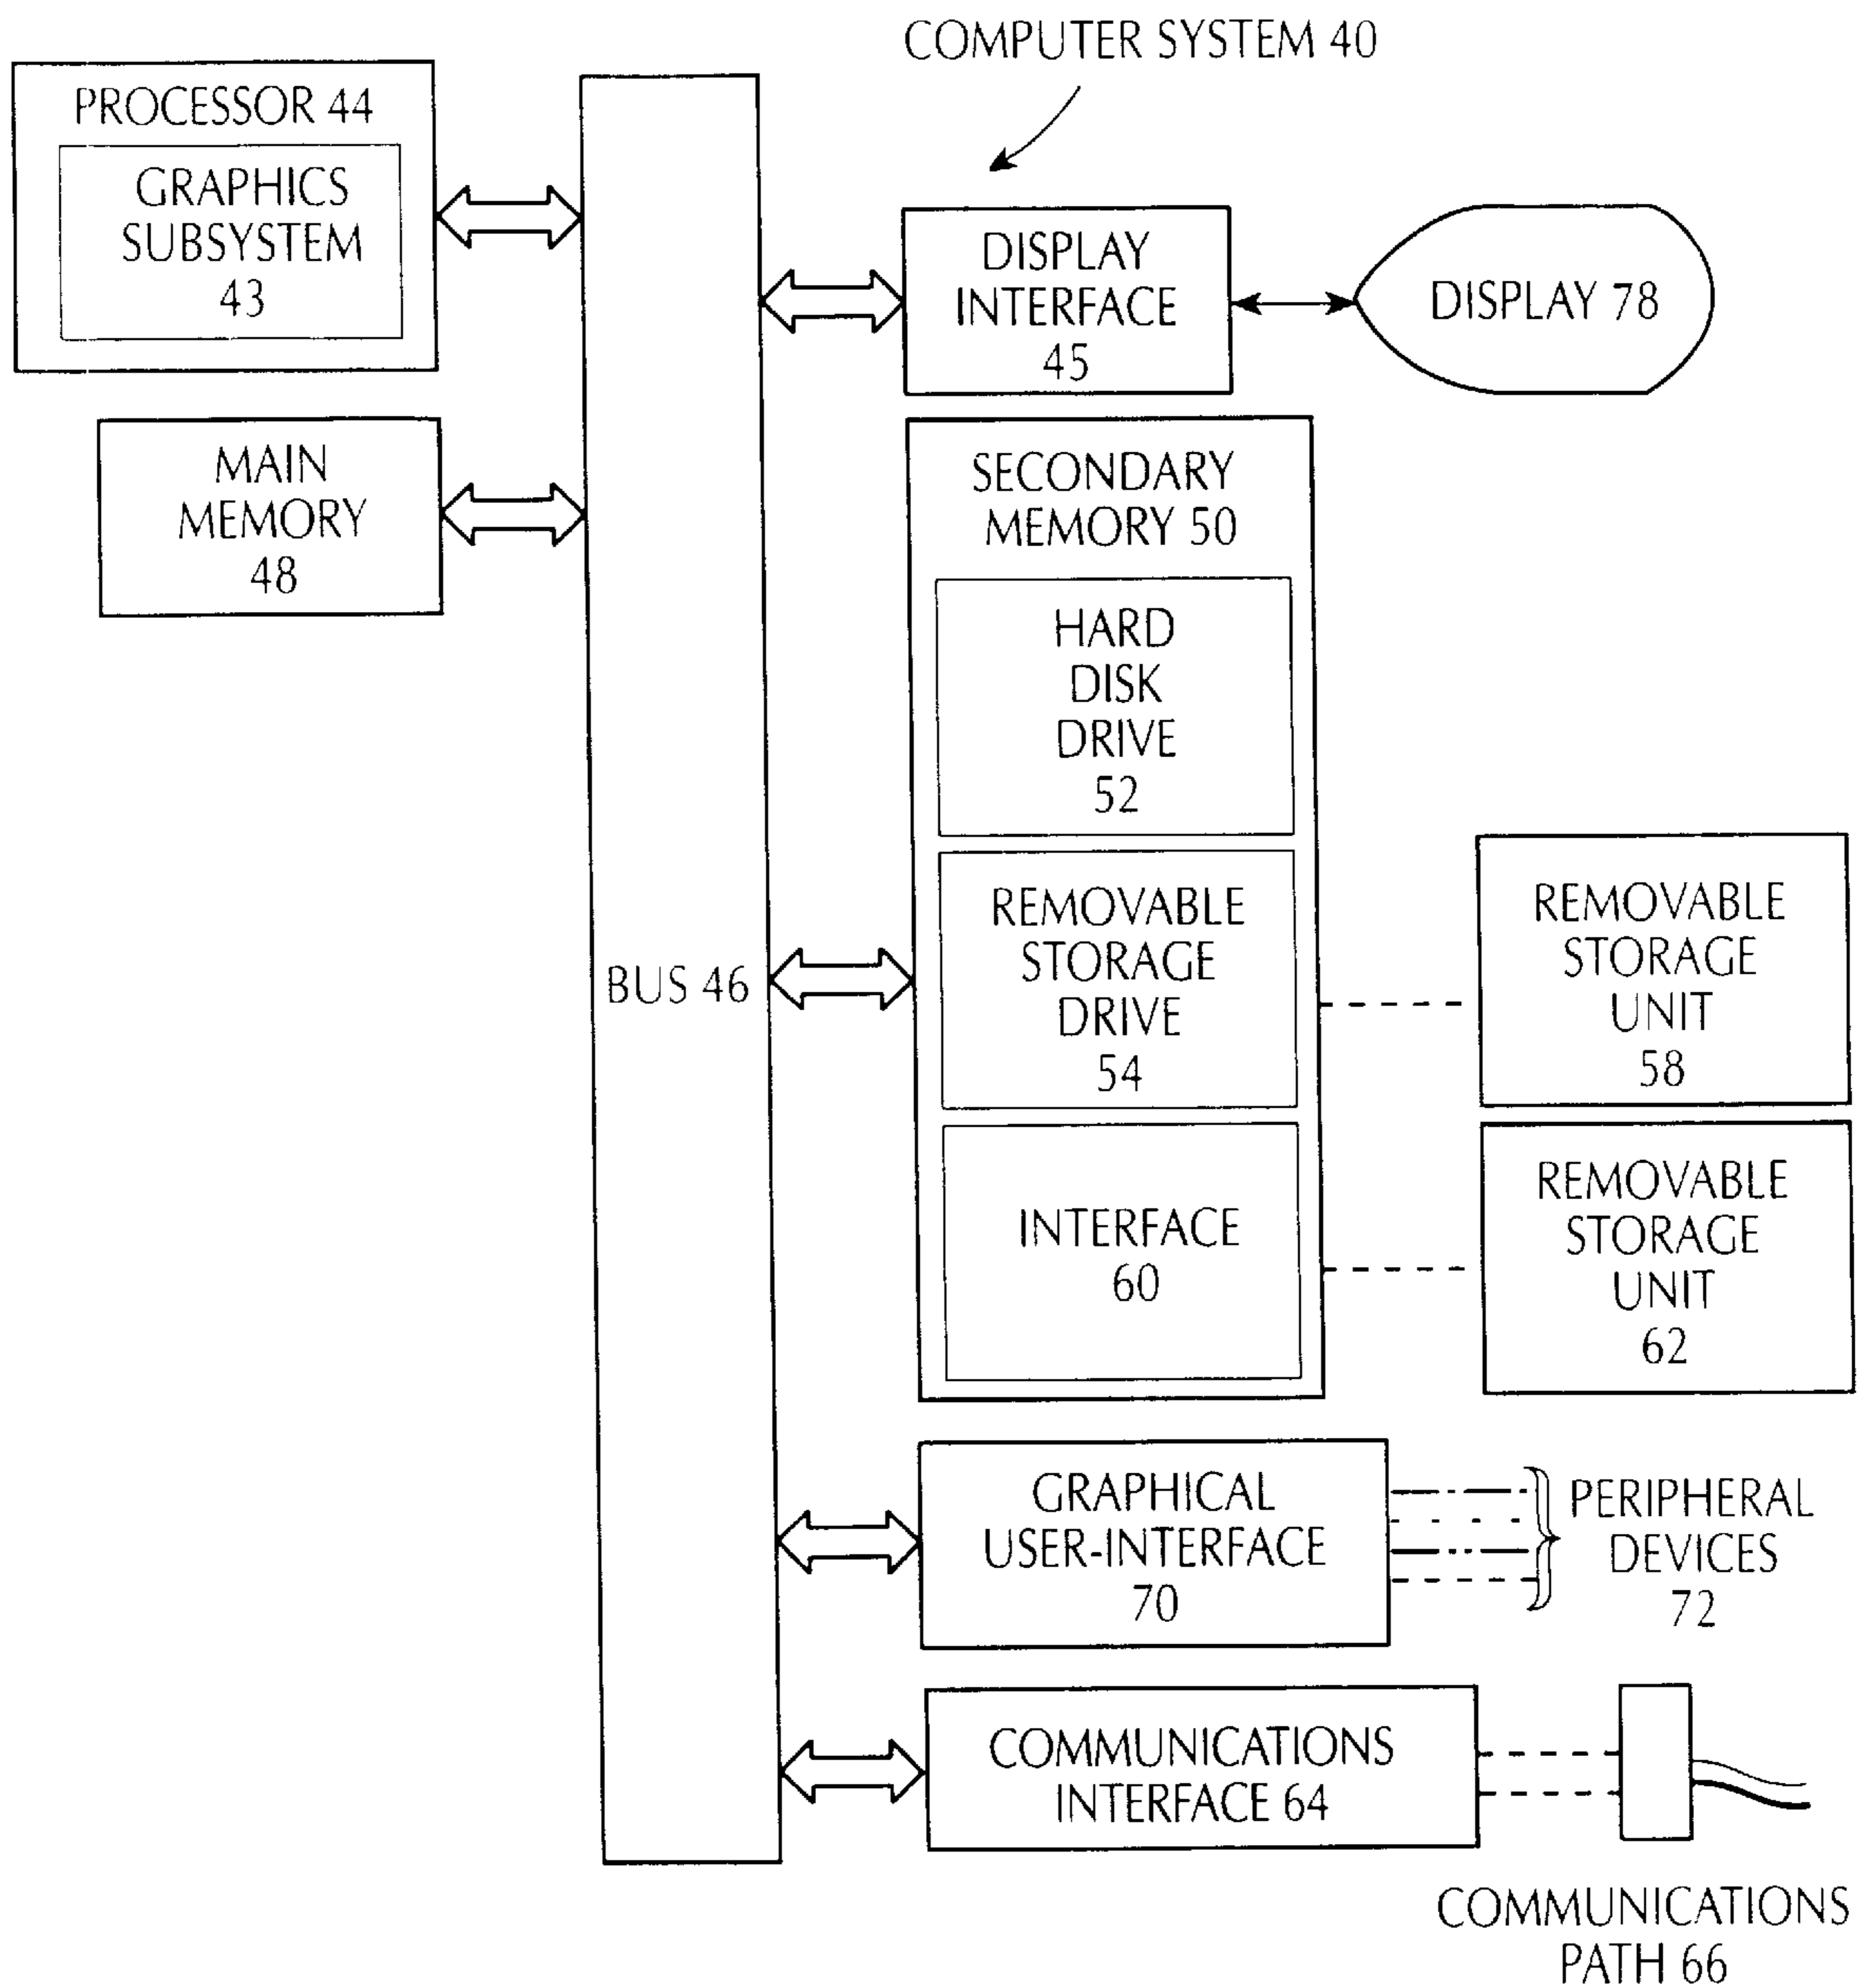 COMPUTER SYSTEM 40
PROCESSOR 44
GRAPHICS
SUBSYSTEM
43
DISPLAY
INTERFACE
45
DISPLAY 78
MAIN
MEMORY
48
SECONDARY
MEMORY 50
HARD
DISK
DRIVE
52
BUS 46
REMOVABLE
STORAGE
DRIVE
54
REMOVABLE
STORAGE
UNIT
58
INTERFACE
60
REMOVABLE
STORAGE
UNIT
62
GRAPHICAL
USER-INTERFACE
70
PERIPHERAL
DEVICES
72
COMMUNICATIONS
INTERFACE 64
COMMUNICATIONS
PATH 66